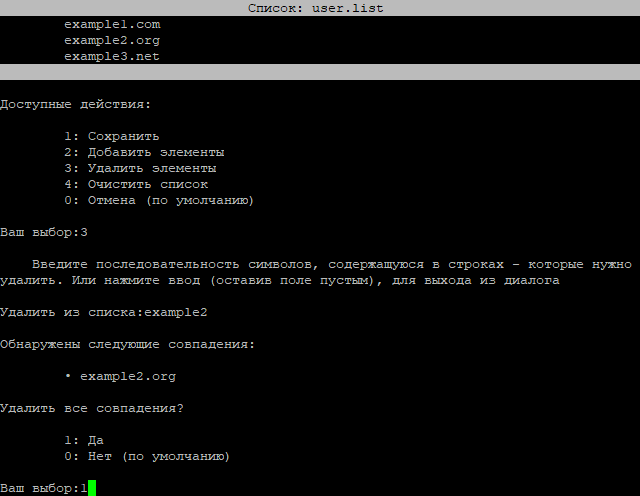 Список: user.list
example1.com
example2.org
example3.net
Доступные действия:
1: Сохранить
2: Добавить элементы
3: Удалить элементы
4: Очистить список
0: Отмена (по умолчанию)
Ваш выбор:3
Введите последовательность символов, содержащуюся в строках - которые нужно
удалить. Или нажмите ввод (оставив поле пустым), для выхода из диалога
Удалить из списка:example2
Обнаружены следующие совпадения:
• example2.org
Удалить все совпадения?
1: Да
0: Нет (по умолчанию)
Ваш выбор:1